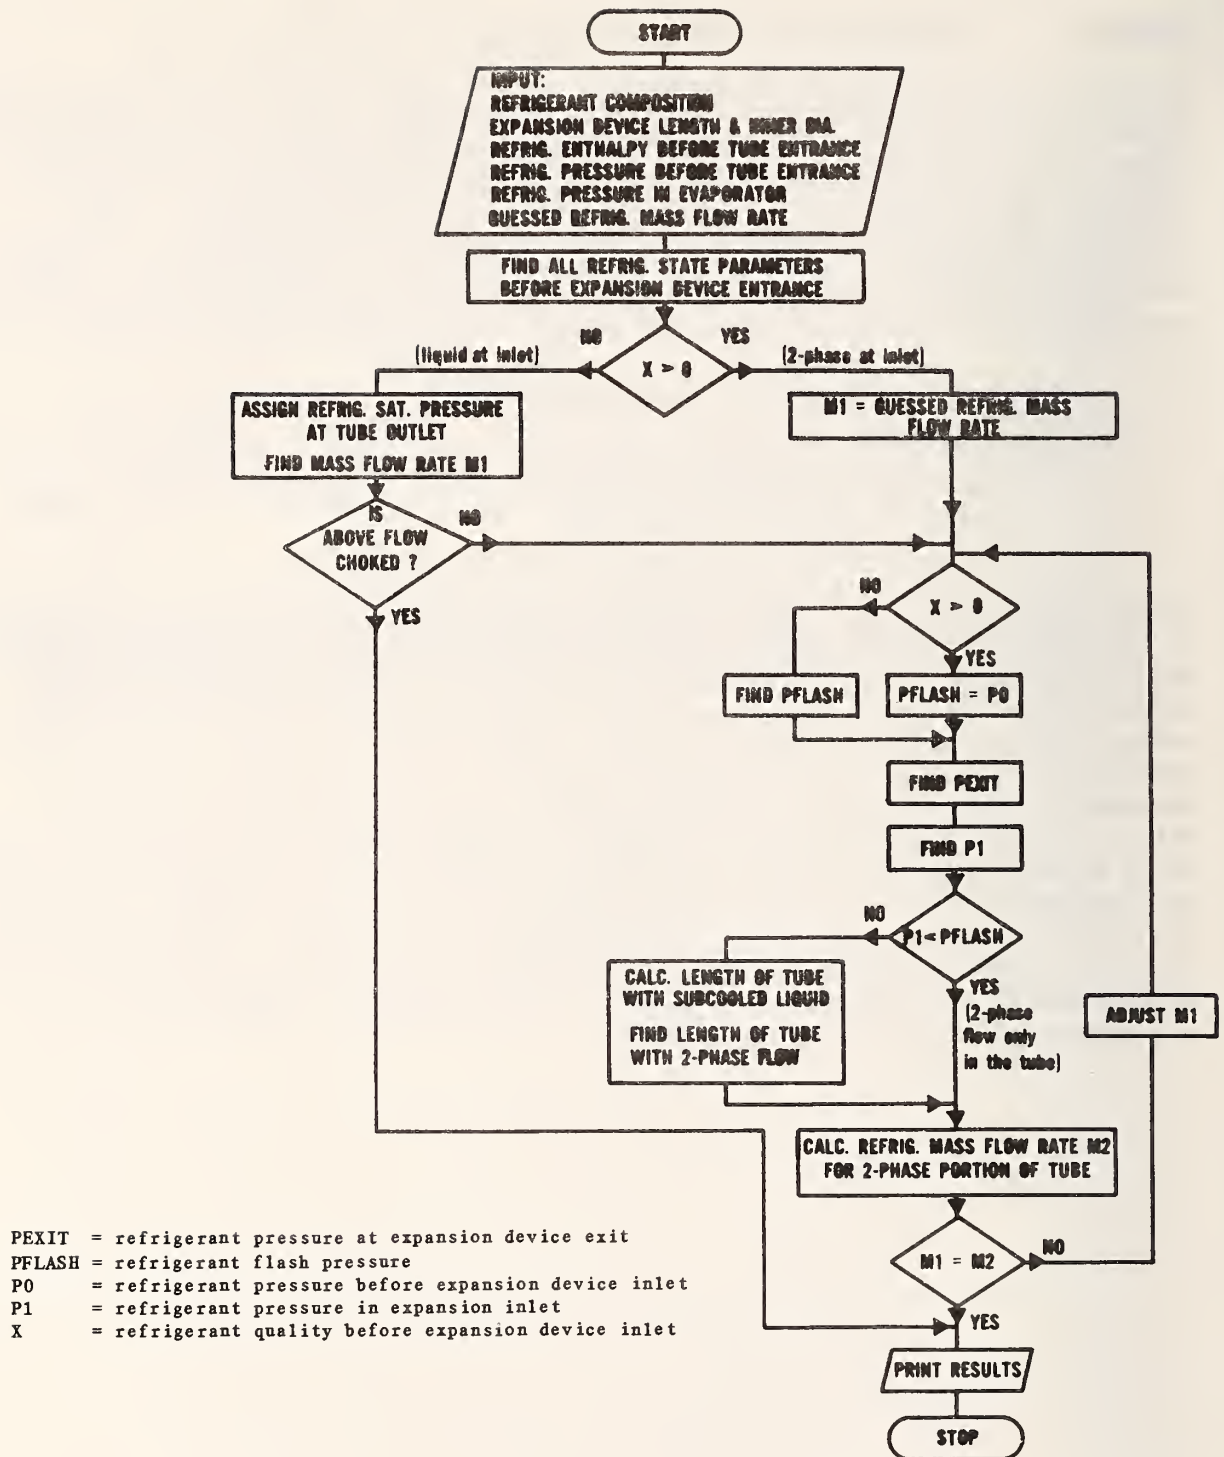 START
INPUT:
REFRIGERANT COMPOSITION
EXPANSION DEVICE LENGTH & INNER DIA.
REFRIG. ENTHALPY BEFORE TUBE ENTRANCE
REFRIG. PRESSURE BEFORE TUBE ENTRANCE
REFRIG. PRESSURE IN EVAPORATOR
GUESSED REFRIG. MASS FLOW RATE
FIND ALL REFRIG. STATE PARAMETERS
BEFORE EXPANSION DEVICE ENTRANCE
NO
YES
(liquid at inlet)
X > 0
(2-phase at inlet)
ASSIGN REFRIG. SAT. PRESSURE
AT TUBE OUTLET
FIND MASS FLOW RATE M1
M1 = GUESSED REFRIG. MASS
FLOW RATE
IS
ABOVE FLOW
CHOKED ?
NO
YES
NO
X > 0
YES
FIND PFLASH
PFLASH = P0
FIND PEXIT
FIND P1
NO
P1 < PFLASH
YES
(2-phase
flow only
in the tube)
CALC. LENGTH OF TUBE
WITH SUBCOOLED LIQUID
FIND LENGTH OF TUBE
WITH 2-PHASE FLOW
ADJUST M1
CALC. REFRIG. MASS FLOW RATE M2
FOR 2-PHASE PORTION OF TUBE
M1 = M2
NO
YES
PRINT RESULTS
STOP
PEXIT = refrigerant pressure at expansion device exit
PFLASH = refrigerant flash pressure
P0 = refrigerant pressure before expansion device inlet
P1 = refrigerant pressure in expansion inlet
X = refrigerant quality before expansion device inlet